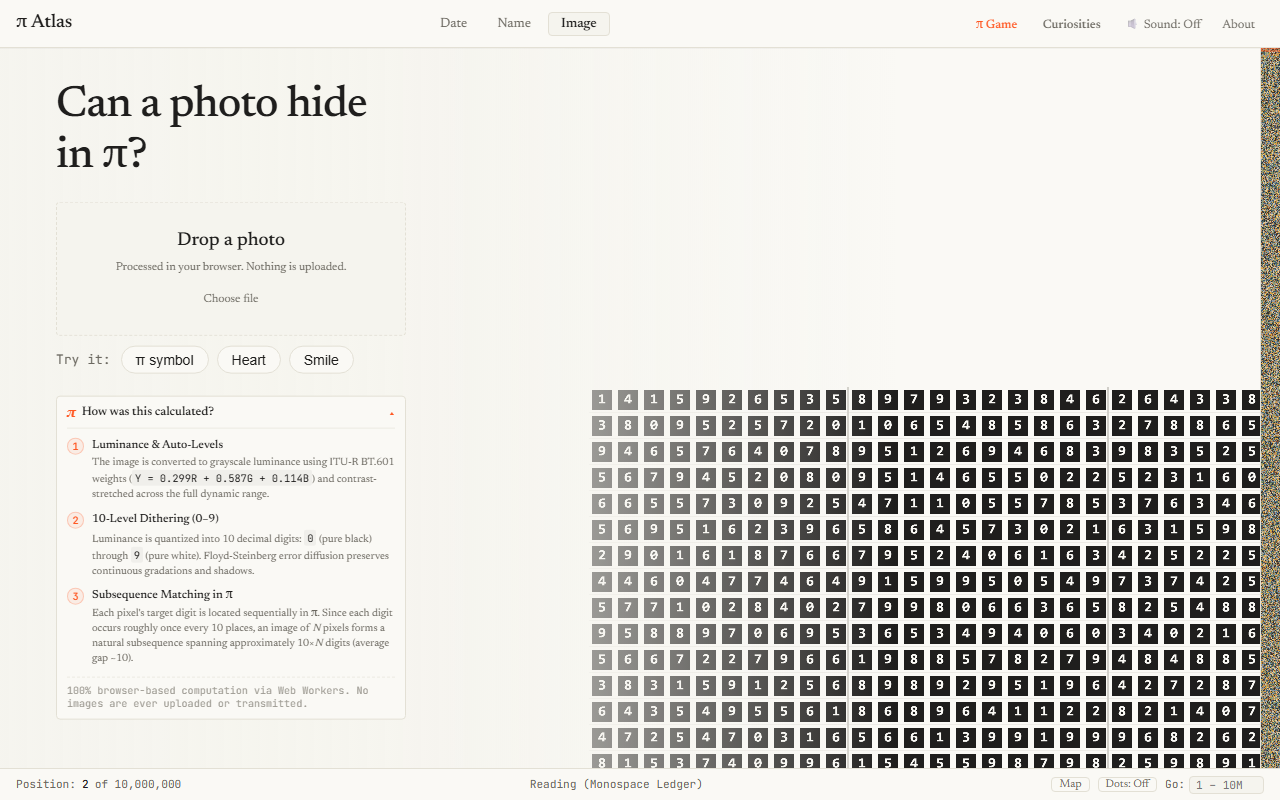 π Atlas
Date Name Image
π Game Curiosities Sound: Off About
Can a photo hide
in π?
Drop a photo
Processed in your browser. Nothing is uploaded.
Choose file
Try it: π symbol Heart Smile
π How was this calculated?
1 Luminance & Auto-Levels
The image is converted to grayscale luminance using ITU-R BT.601
weights ( Y = 0.299R + 0.587G + 0.114B ) and contrast-
stretched across the full dynamic range.
2 10-Level Dithering (0–9)
Luminance is quantized into 10 decimal digits: 0 (pure black)
through 9 (pure white). Floyd-Steinberg error diffusion preserves
continuous gradations and shadows.
3 Subsequence Matching in π
Each pixel's target digit is located sequentially in π. Since each digit
occurs roughly once every 10 places, an image of N pixels forms a
natural subsequence spanning approximately 10×N digits (average
gap ~10).
100% browser-based computation via Web Workers. No
images are ever uploaded or transmitted.
1 4 1 5 9 2 6 5 3 5 8 9 7 9 3 2 3 8 4 6 2 6 4 3 3 8
3 8 0 9 5 2 5 7 2 0 1 0 6 5 4 8 5 8 6 3 2 7 8 8 6 5
9 4 6 5 7 6 4 0 7 8 9 5 1 2 6 9 4 6 8 3 9 8 3 5 2 5
5 6 7 9 4 5 2 0 8 0 9 5 1 4 6 5 5 0 2 2 5 2 3 1 6 0
6 6 5 5 7 3 0 9 2 5 4 7 1 1 0 5 5 7 8 5 3 7 6 3 4 6
5 6 9 5 1 6 2 3 9 6 5 8 6 4 5 7 3 0 2 1 6 3 1 5 9 8
2 9 0 1 6 1 8 7 6 6 7 9 5 2 4 0 6 1 6 3 4 2 5 2 2 5
4 4 6 0 4 7 7 4 6 4 9 1 5 9 9 5 0 5 4 9 7 3 7 4 2 5
5 7 7 1 0 2 8 4 0 2 7 9 9 8 0 6 6 3 6 5 8 2 5 4 8 8
9 5 8 8 9 7 0 6 9 5 3 6 5 3 4 9 4 0 6 0 3 4 0 2 1 6
5 6 6 7 2 2 7 9 6 6 1 9 8 8 5 7 8 2 7 9 4 8 4 8 8 5
3 8 3 1 5 9 1 2 5 6 8 9 8 9 2 9 5 1 9 6 4 2 7 2 8 7
6 4 3 5 4 9 5 5 6 1 8 6 8 9 6 4 1 1 2 2 8 2 1 4 0 7
4 7 2 5 4 7 0 3 1 6 5 6 6 1 3 9 9 1 9 9 9 6 8 2 6 2
8 1 5 3 7 4 0 9 9 6 1 5 4 5 5 9 8 7 9 8 2 5 9 8 9 1
Position: 2 of 10,000,000
Reading (Monospace Ledger)
Map Dots: Off Go: 1 – 10M